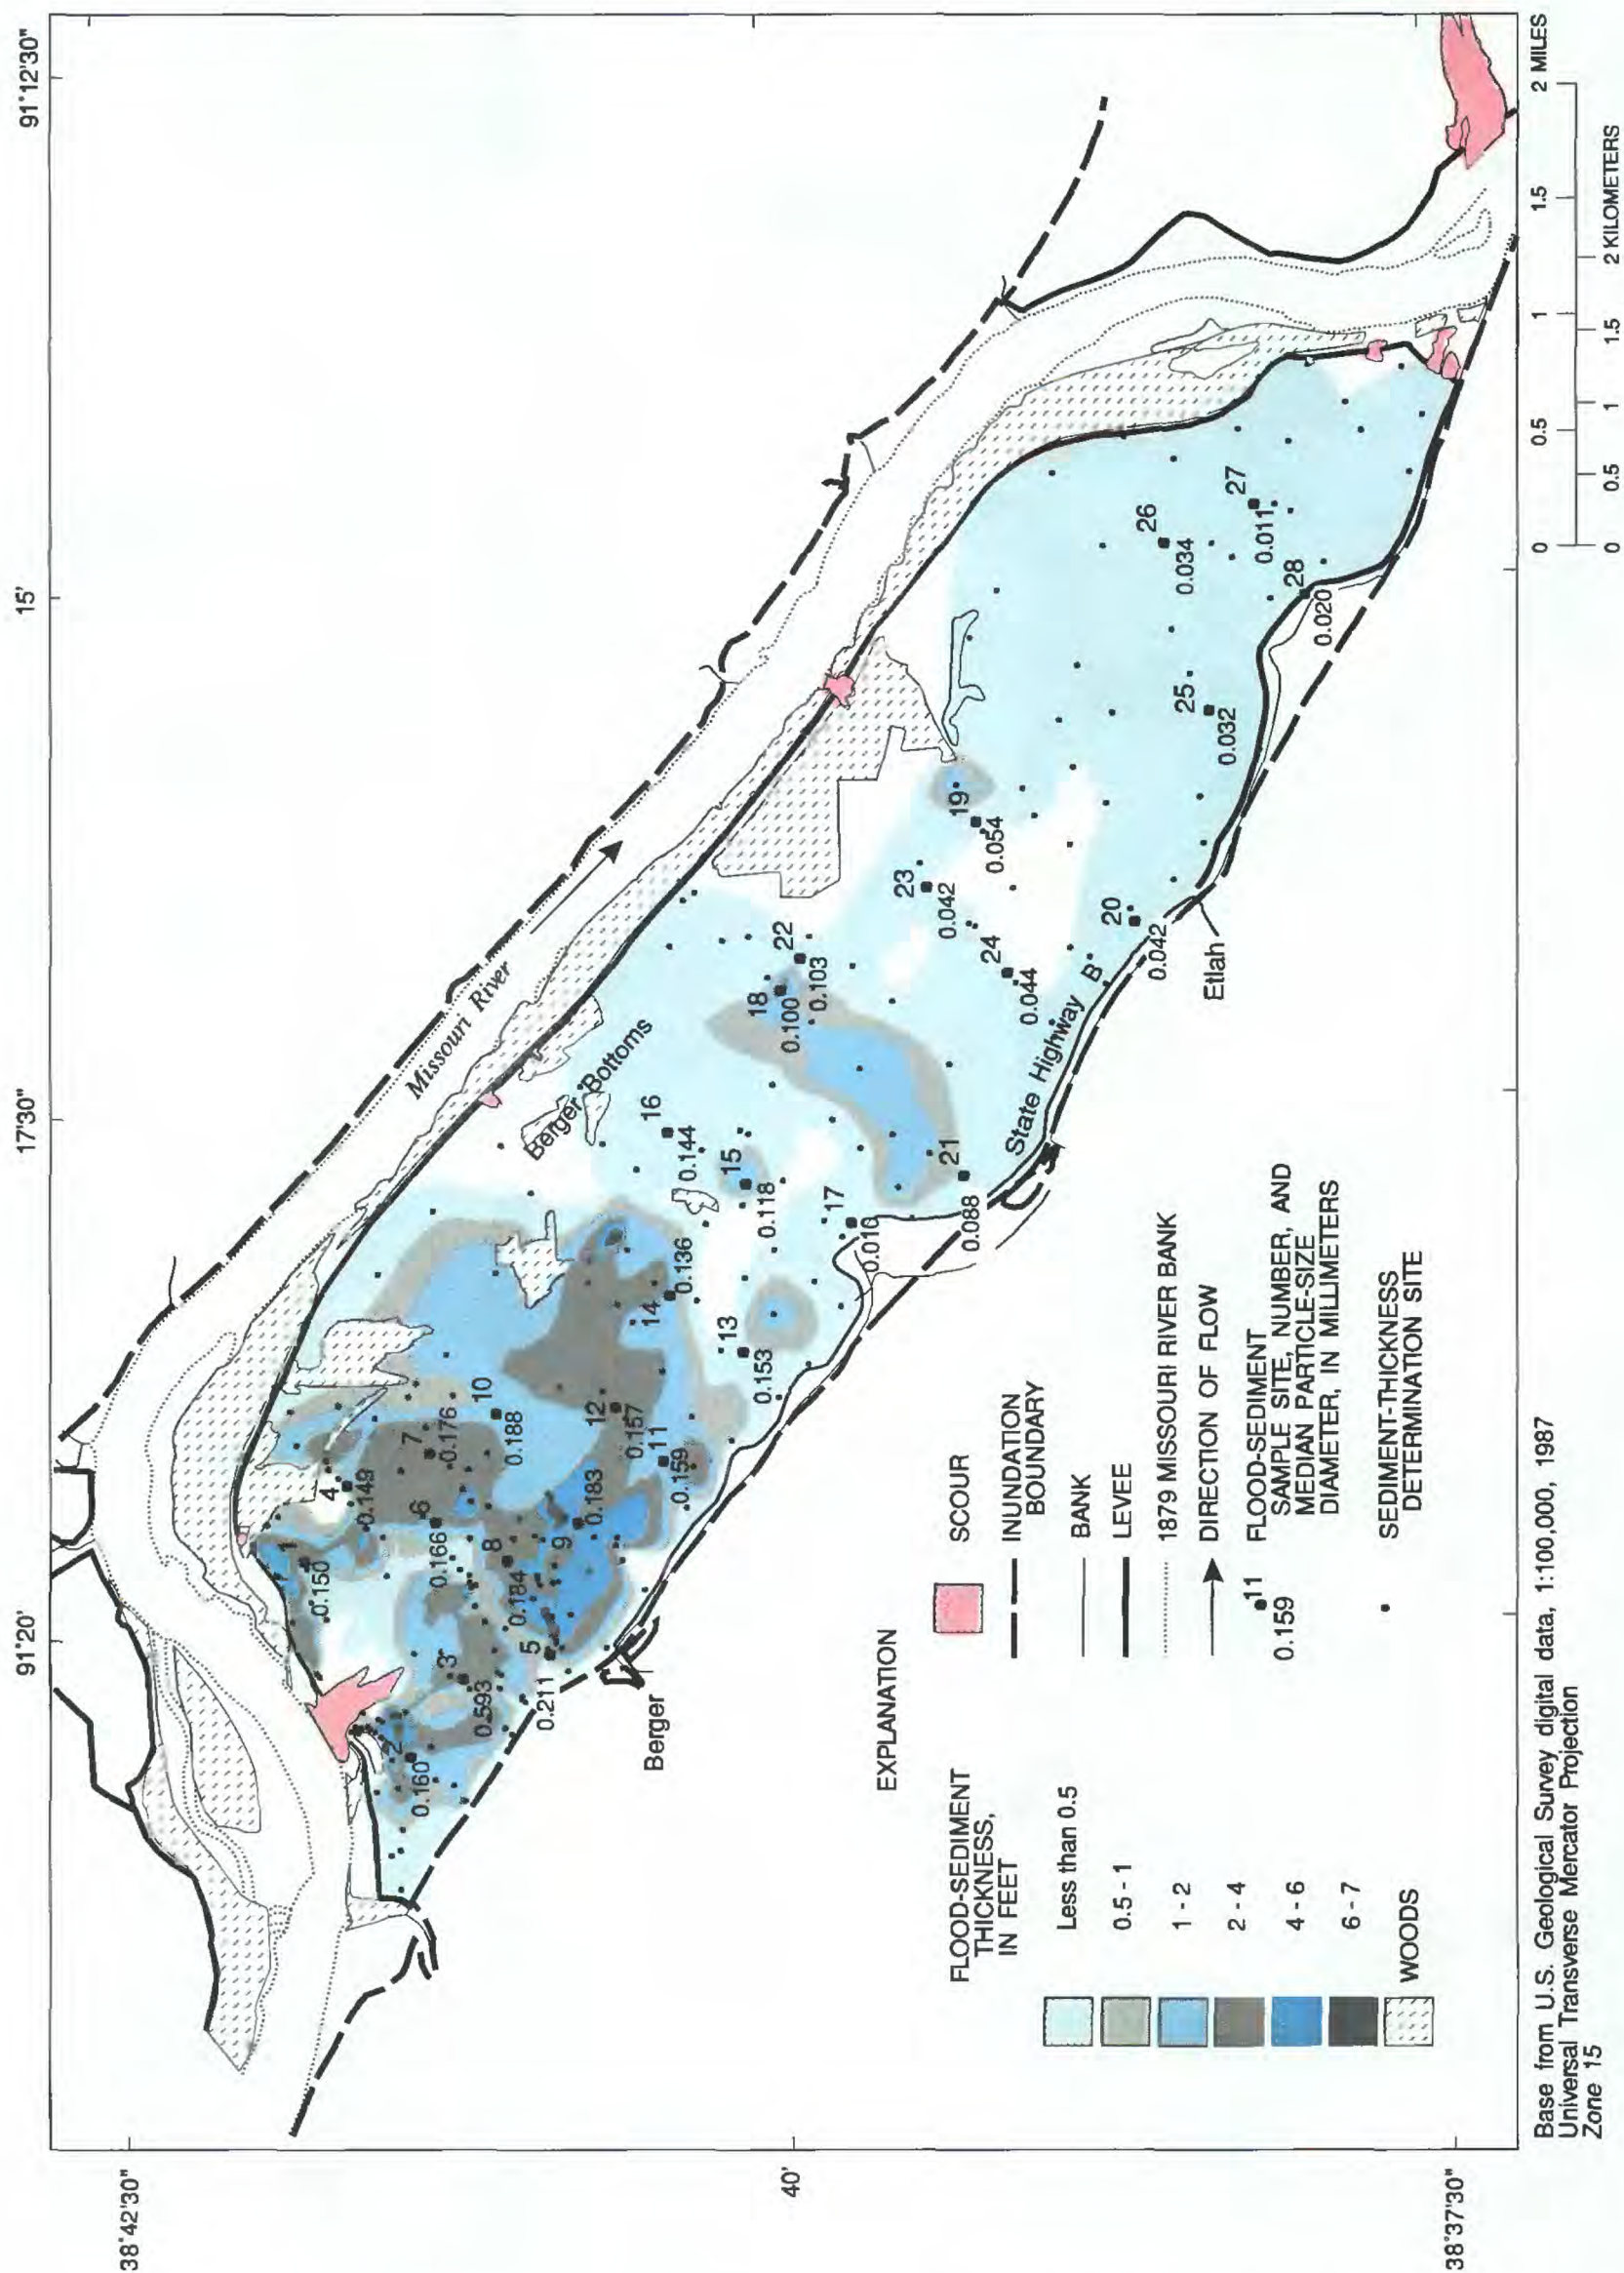 91°20'
17'30"
15'
91°12'30"
38°42'30"
40'
38°37'30"
Missouri River
Berger Bottoms
State Highway B
Berger
Etlah
1
0.150
2
0.160
3
0.593
4
0.149
5
0.211
6
0.166
7
0.176
8
0.184
9
0.183
10
0.188
11
0.159
12
0.157
13
0.153
14
0.136
15
0.118
16
0.144
17
0.016
18
0.100
19
0.054
20
0.042
21
0.088
22
0.103
23
0.042
24
0.044
25
0.032
26
0.034
27
0.011
28
0.020
EXPLANATION
FLOOD-SEDIMENT
THICKNESS,
IN FEET
Less than 0.5
0.5 - 1
1 - 2
2 - 4
4 - 6
6 - 7
WOODS
SCOUR
INUNDATION
BOUNDARY
BANK
LEVEE
1879 MISSOURI RIVER BANK
DIRECTION OF FLOW
11
0.159
FLOOD-SEDIMENT
SAMPLE SITE, NUMBER, AND
MEDIAN PARTICLE-SIZE
DIAMETER, IN MILLIMETERS
SEDIMENT-THICKNESS
DETERMINATION SITE
Base from U.S. Geological Survey digital data, 1:100,000, 1987
Universal Transverse Mercator Projection
Zone 15
0 0.5 1 1.5 2 MILES
0 0.5 1 1.5 2 KILOMETERS